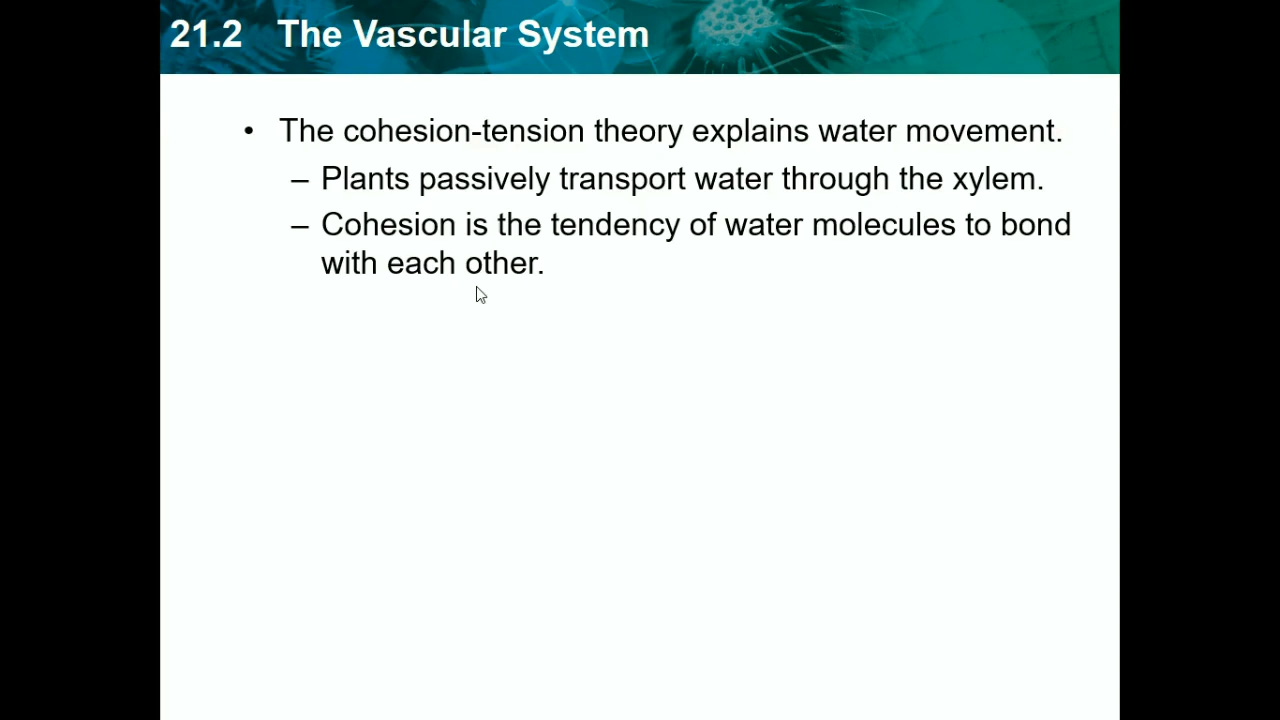 21.2 The Vascular System
• The cohesion-tension theory explains water movement.
– Plants passively transport water through the xylem.
– Cohesion is the tendency of water molecules to bond
with each other.